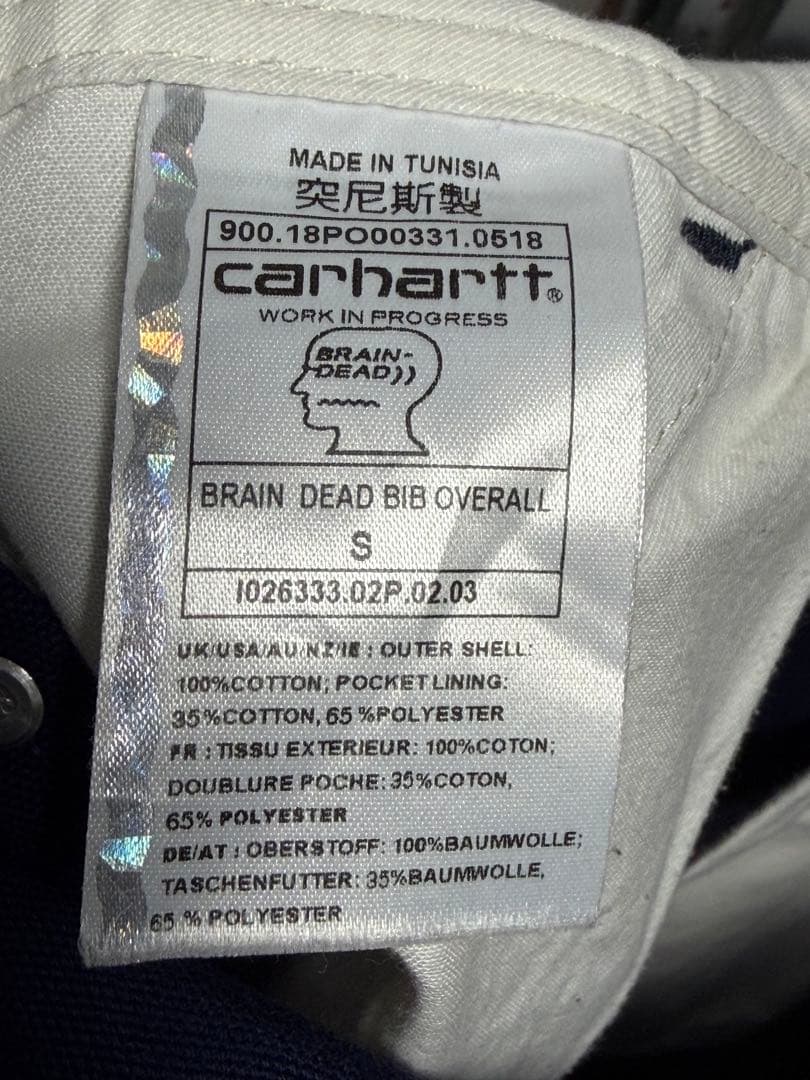 MADE IN TUNISIA
突尼斯製
900.18PO00331.0518
carhartt®
WORK IN PROGRESS
BRAIN-
DEAD))
BRAIN DEAD BIB OVERALL
S
I026333.02P.02.03
UK/USA/AU/NZ/IE : OUTER SHELL:
100%COTTON; POCKET LINING:
35%COTTON, 65 %POLYESTER
FR : TISSU EXTERIEUR: 100%COTON;
DOUBLURE POCHE: 35%COTON,
65% POLYESTER
DE/AT : OBERSTOFF: 100%BAUMWOLLE;
TASCHENFUTTER: 35%BAUMWOLLE,
65 % POLYESTER